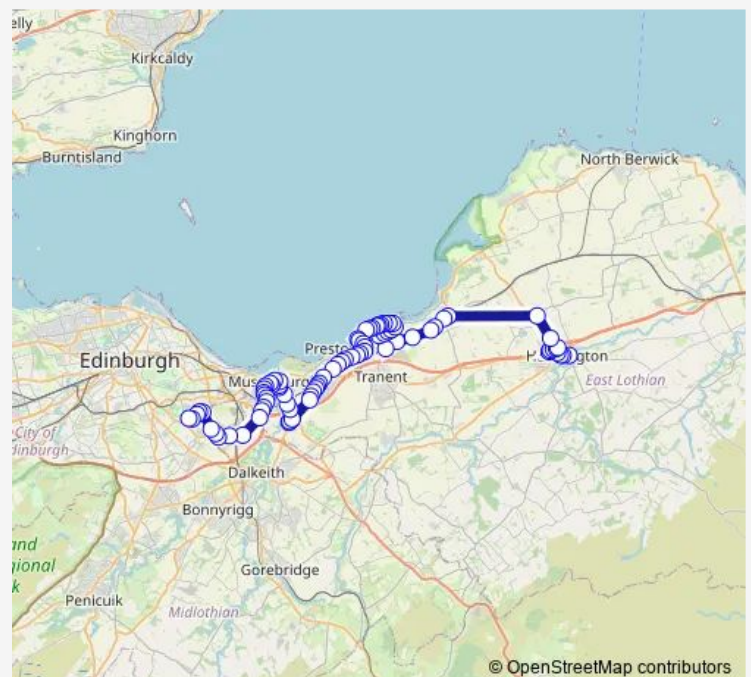 elly
Kirkcaldy
Kinghorn
Burntisland
North Berwick
Edinburgh
Presto
Tranent
East Lothian
City of
dinburgh
Dalkeith
Bonnyrigg
and
gional
k
Gorebridge
Penicuik
Midlothian
© OpenStreetMap contributors